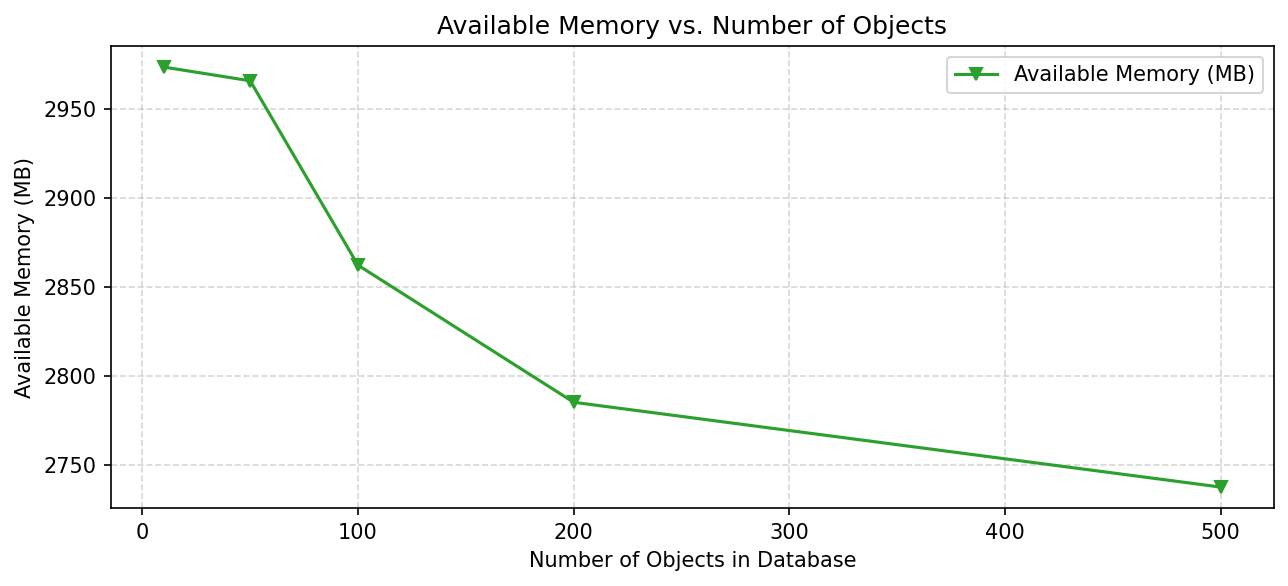 Available Memory vs. Number of Objects
Available Memory (MB)
Available Memory (MB)
2950
2900
2850
2800
2750
0 100 200 300 400 500
Number of Objects in Database